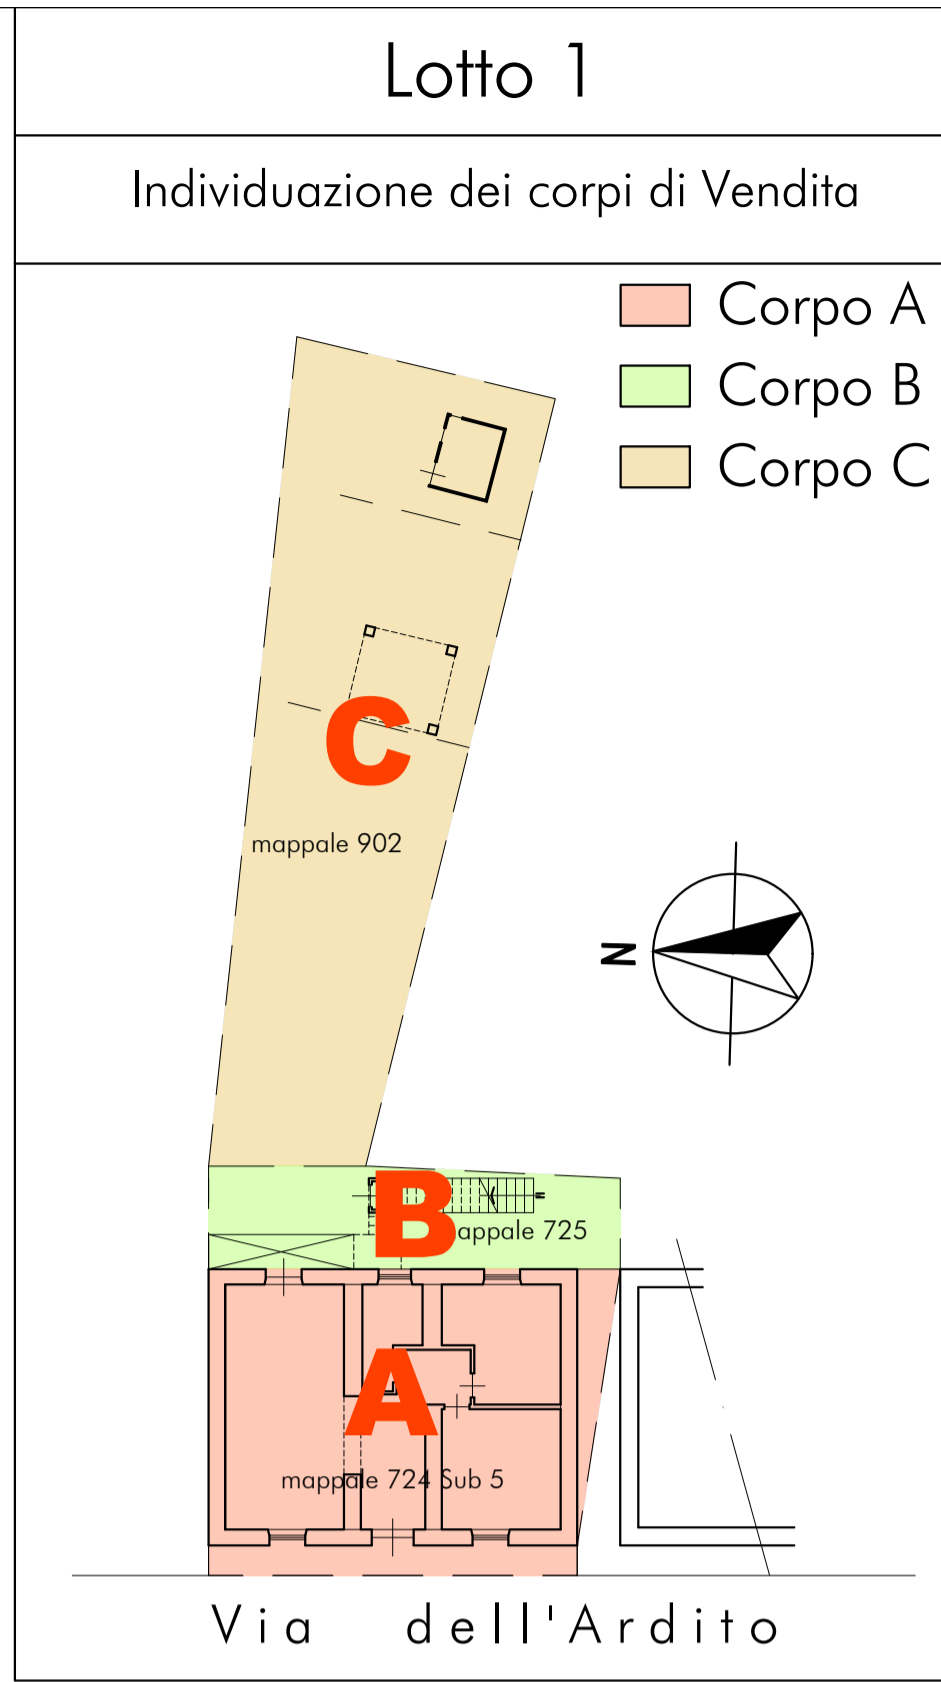 Lotto 1
Individuazione dei corpi di Vendita
Corpo A
Corpo B
Corpo C
C
mappale 902
N
B
appale 725
A
mappale 724 Sub 5
Via dell'Ardito